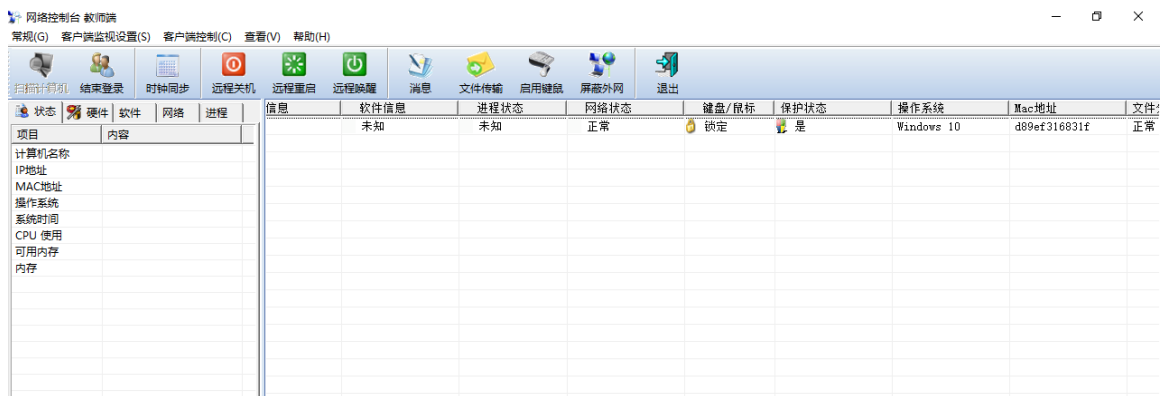 网络控制台 教师端
常规(G) 客户端监视设置(S) 客户端控制(C) 查看(V) 帮助(H)
扫描计算机 结束登录 时钟同步 远程关机 远程重启 远程唤醒 消息 文件传输 启用键鼠 屏蔽外网 退出
状态 硬件 软件 网络 进程
信息 软件信息 进程状态 网络状态 键盘/鼠标 保护状态 操作系统 Mac地址 文件
未知 未知 正常 锁定 是 Windows 10 d89ef316831f 正常
项目 内容
计算机名称
IP地址
MAC地址
操作系统
系统时间
CPU 使用
可用内存
内存